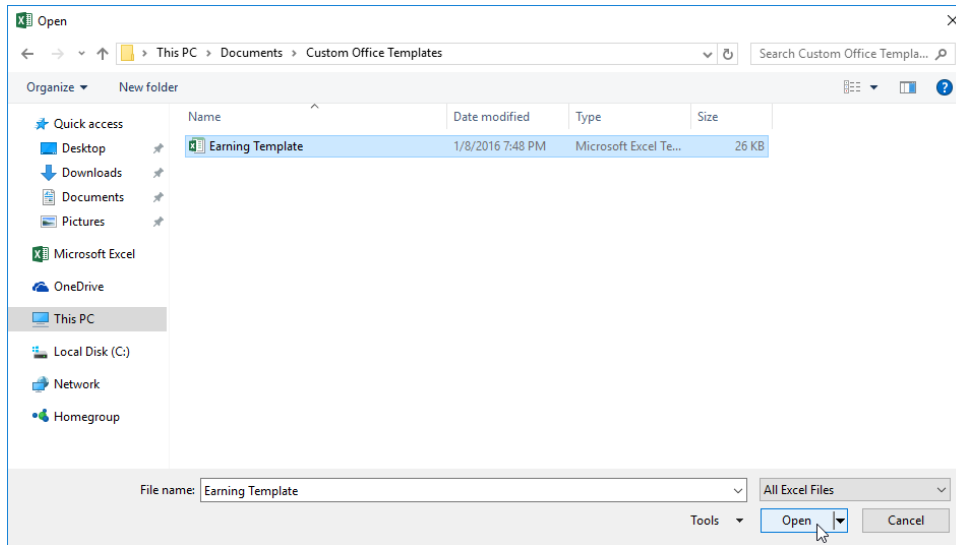 Open
This PC > Documents > Custom Office Templates Search Custom Office Templa...
Organize New folder
Name Date modified Type Size
Earning Template 1/8/2016 7:48 PM Microsoft Excel Te... 26 KB
Quick access
Desktop
Downloads
Documents
Pictures
Microsoft Excel
OneDrive
This PC
Local Disk (C:)
Network
Homegroup
File name: Earning Template All Excel Files
Tools Open Cancel